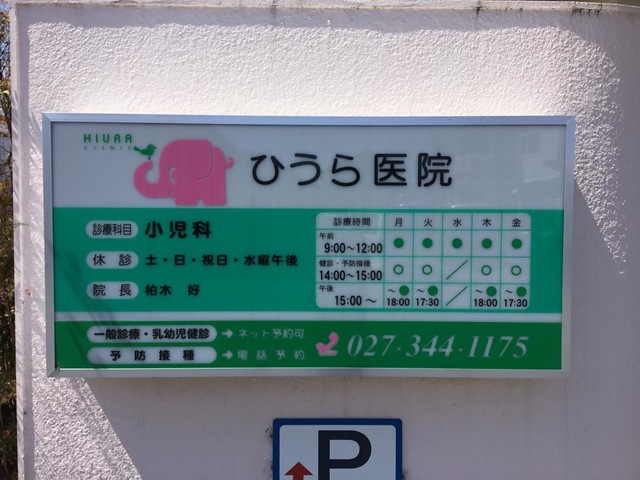 HIURA
CLINIC
ひうら医院
診療科目 小児科
休診 土・日・祝日・水曜午後
院長 柏木 好
診療時間 月 火 水 木 金
午前 9:00〜12:00 ● ● ● ● ●
健診・予防接種 14:00〜15:00 ○ ○ ／ ○ ○
午後 15:00〜 〜●18:00 〜●17:30 ／ 〜●18:00 〜●17:30
一般診療・乳幼児健診 → ネット予約可
予防接種 → 電話予約
027-344-1175
P